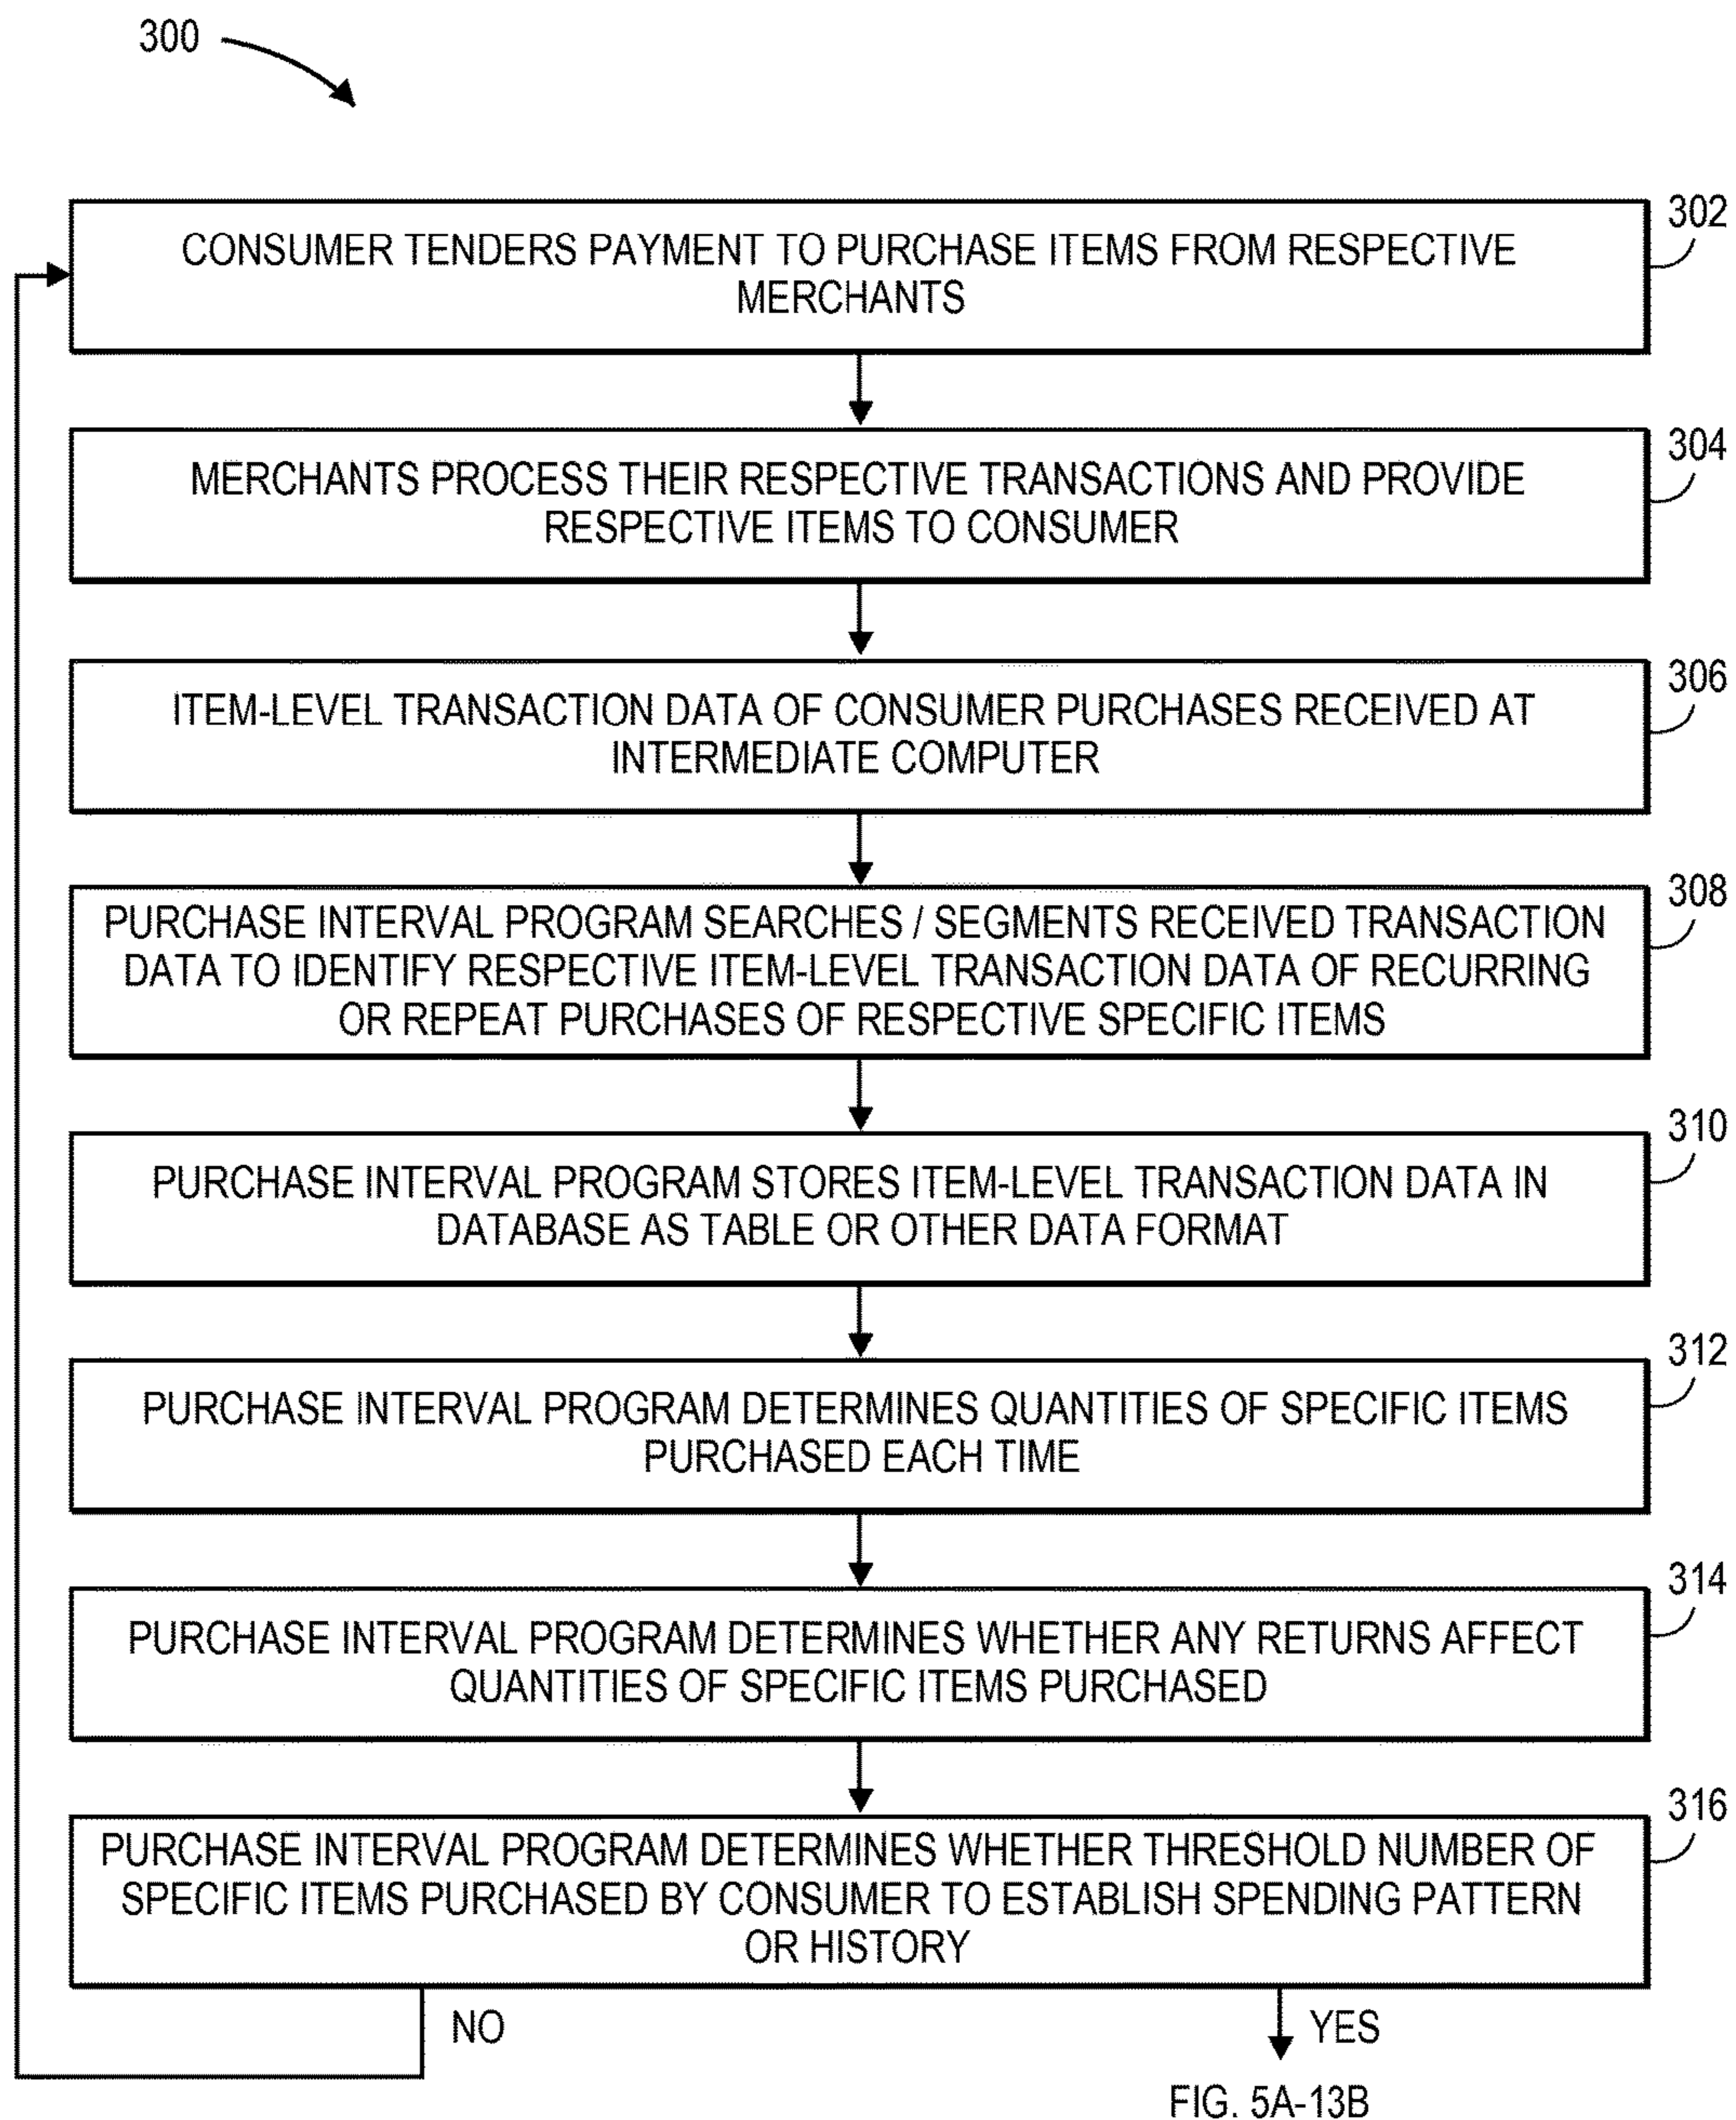 300
302
CONSUMER TENDERS PAYMENT TO PURCHASE ITEMS FROM RESPECTIVE
MERCHANTS
304
MERCHANTS PROCESS THEIR RESPECTIVE TRANSACTIONS AND PROVIDE
RESPECTIVE ITEMS TO CONSUMER
306
ITEM-LEVEL TRANSACTION DATA OF CONSUMER PURCHASES RECEIVED AT
INTERMEDIATE COMPUTER
308
PURCHASE INTERVAL PROGRAM SEARCHES / SEGMENTS RECEIVED TRANSACTION
DATA TO IDENTIFY RESPECTIVE ITEM-LEVEL TRANSACTION DATA OF RECURRING
OR REPEAT PURCHASES OF RESPECTIVE SPECIFIC ITEMS
310
PURCHASE INTERVAL PROGRAM STORES ITEM-LEVEL TRANSACTION DATA IN
DATABASE AS TABLE OR OTHER DATA FORMAT
312
PURCHASE INTERVAL PROGRAM DETERMINES QUANTITIES OF SPECIFIC ITEMS
PURCHASED EACH TIME
314
PURCHASE INTERVAL PROGRAM DETERMINES WHETHER ANY RETURNS AFFECT
QUANTITIES OF SPECIFIC ITEMS PURCHASED
316
PURCHASE INTERVAL PROGRAM DETERMINES WHETHER THRESHOLD NUMBER OF
SPECIFIC ITEMS PURCHASED BY CONSUMER TO ESTABLISH SPENDING PATTERN
OR HISTORY
NO
YES
FIG. 5A-13B